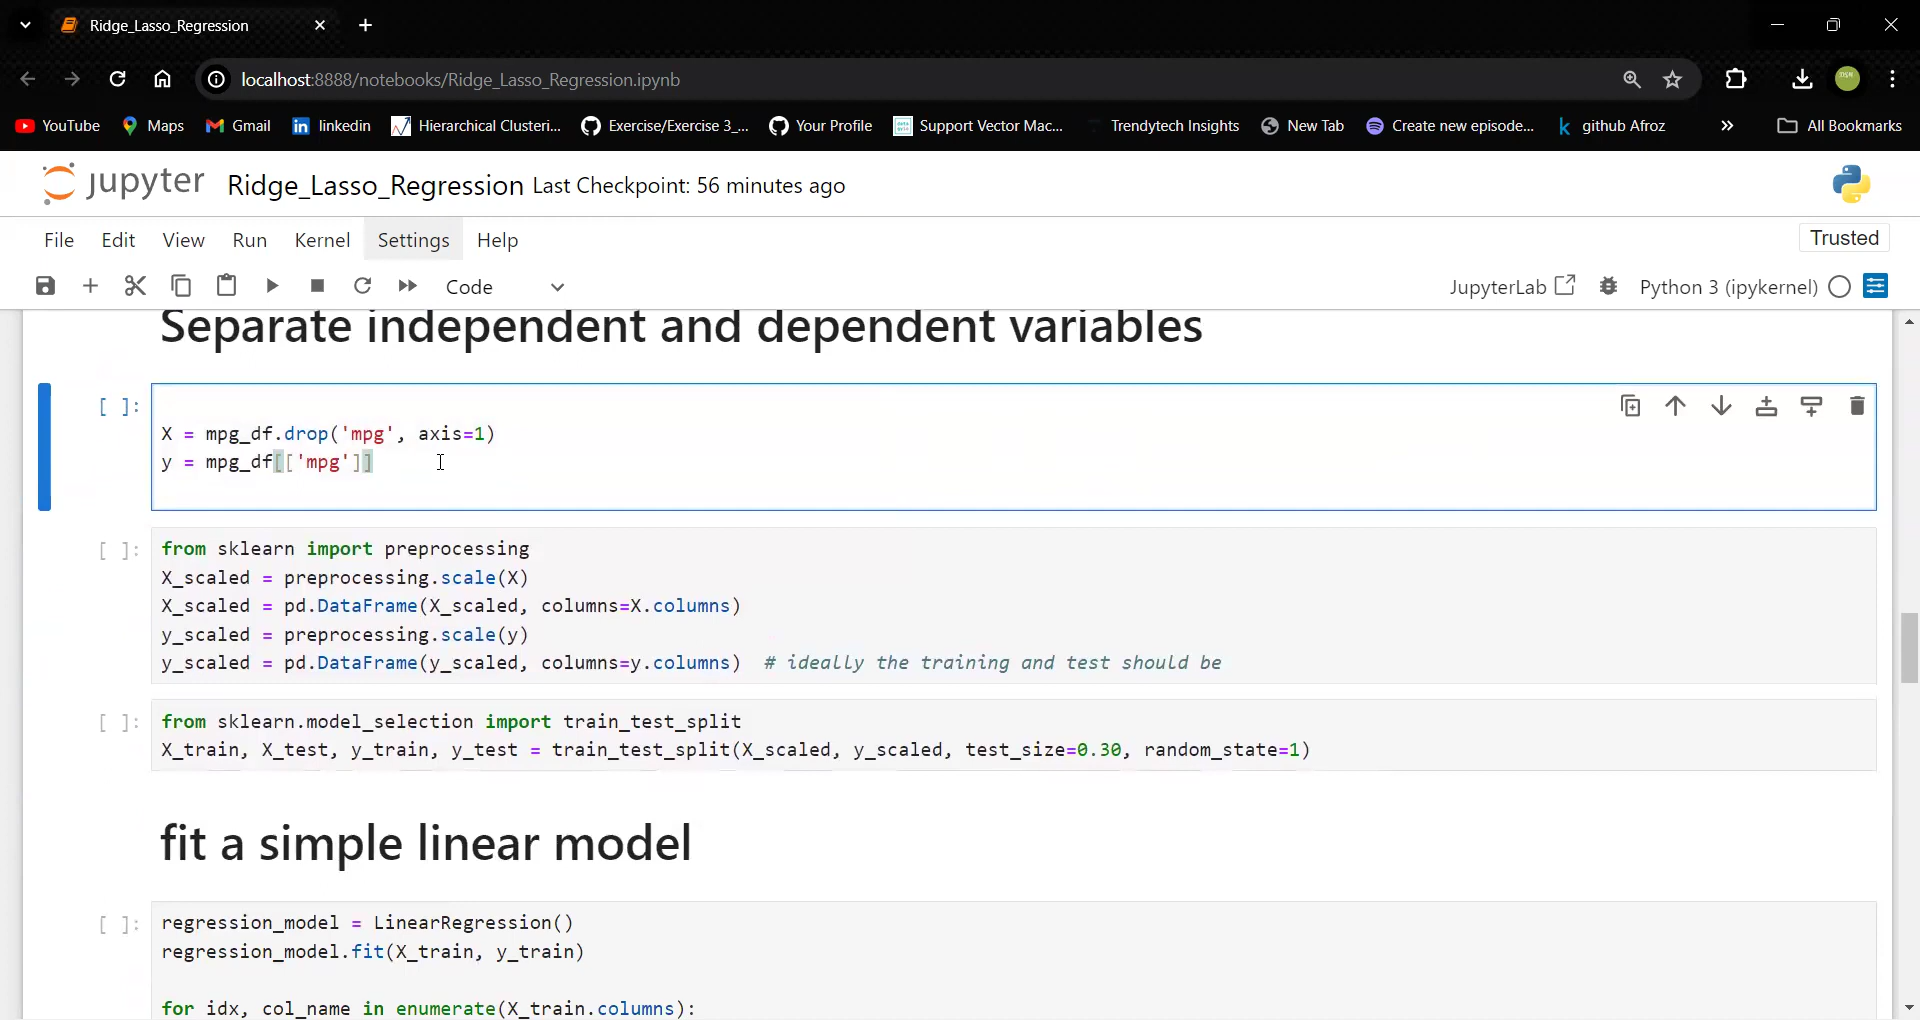 Ridge_Lasso_Regression
localhost:8888/notebooks/Ridge_Lasso_Regression.ipynb
YouTube Maps Gmail linkedin Hierarchical Clusteri... Exercise/Exercise 3_... Your Profile Support Vector Mac... Trendytech Insights New Tab Create new episode... github Afroz » All Bookmarks
jupyter Ridge_Lasso_Regression Last Checkpoint: 56 minutes ago
File Edit View Run Kernel Settings Help Trusted
Code JupyterLab Python 3 (ipykernel)
Separate independent and dependent variables
[ ]:
X = mpg_df.drop('mpg', axis=1)
y = mpg_df[['mpg']]
[ ]: from sklearn import preprocessing
X_scaled = preprocessing.scale(X)
X_scaled = pd.DataFrame(X_scaled, columns=X.columns)
y_scaled = preprocessing.scale(y)
y_scaled = pd.DataFrame(y_scaled, columns=y.columns)  # ideally the training and test should be
[ ]: from sklearn.model_selection import train_test_split
X_train, X_test, y_train, y_test = train_test_split(X_scaled, y_scaled, test_size=0.30, random_state=1)
fit a simple linear model
[ ]: regression_model = LinearRegression()
regression_model.fit(X_train, y_train)
for idx, col_name in enumerate(X_train.columns):